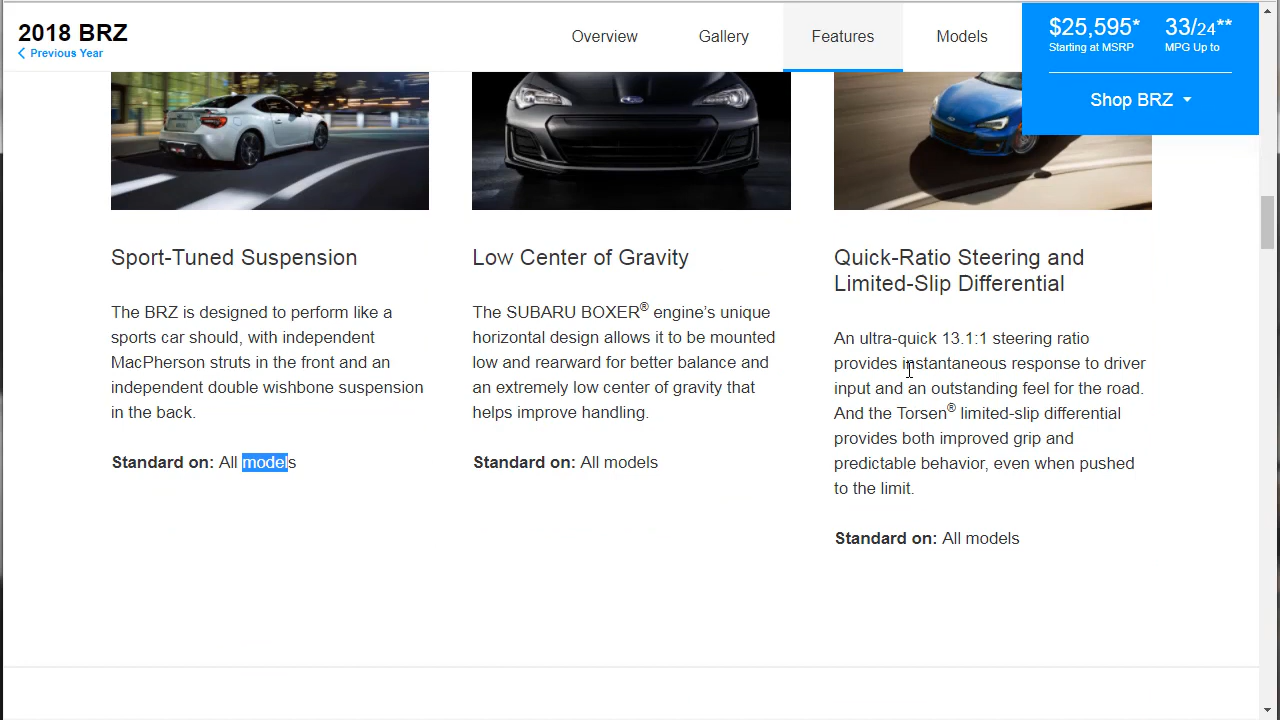 2018 BRZ
Previous Year
Overview
Gallery
Features
Models
$25,595* 33/24**
Starting at MSRP MPG Up to
Shop BRZ
Sport-Tuned Suspension
The BRZ is designed to perform like a
sports car should, with independent
MacPherson struts in the front and an
independent double wishbone suspension
in the back.
Standard on: All models
Low Center of Gravity
The SUBARU BOXER® engine’s unique
horizontal design allows it to be mounted
low and rearward for better balance and
an extremely low center of gravity that
helps improve handling.
Standard on: All models
Quick-Ratio Steering and
Limited-Slip Differential
An ultra-quick 13.1:1 steering ratio
provides instantaneous response to driver
input and an outstanding feel for the road.
And the Torsen® limited-slip differential
provides both improved grip and
predictable behavior, even when pushed
to the limit.
Standard on: All models